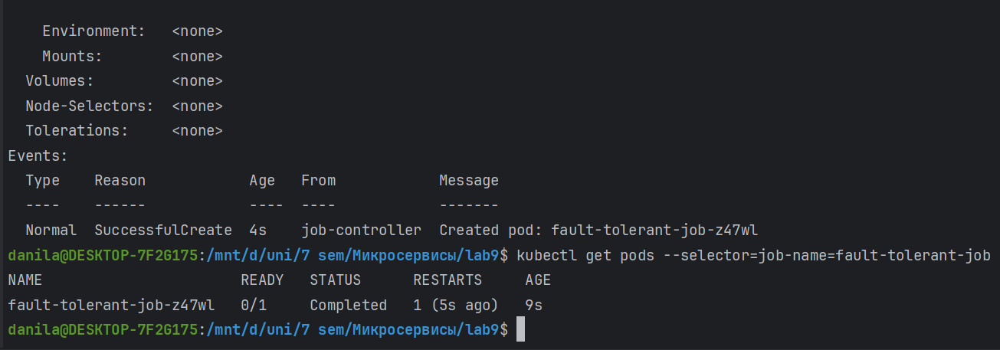 Environment:   <none>
Mounts:        <none>
Volumes:         <none>
Node-Selectors:  <none>
Tolerations:     <none>
Events:
Type    Reason            Age   From            Message
----    ------            ----  ----            -------
Normal  SuccessfulCreate  4s    job-controller  Created pod: fault-tolerant-job-z47wl
danila@DESKTOP-7F2G175:/mnt/d/uni/7 sem/Микросервисы/lab9$ kubectl get pods --selector=job-name=fault-tolerant-job
NAME                       READY   STATUS      RESTARTS     AGE
fault-tolerant-job-z47wl   0/1     Completed   1 (5s ago)   9s
danila@DESKTOP-7F2G175:/mnt/d/uni/7 sem/Микросервисы/lab9$